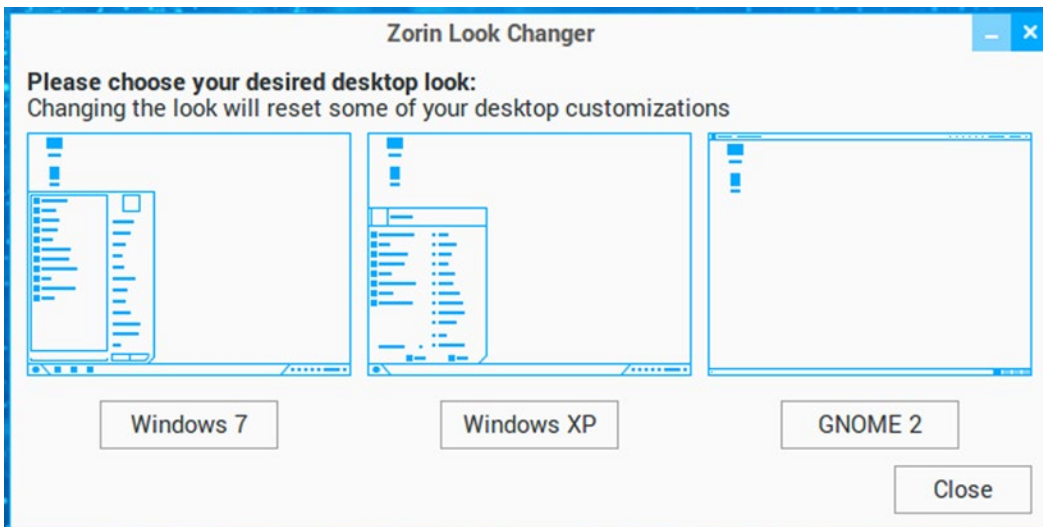 Zorin Look Changer
Please choose your desired desktop look:
Changing the look will reset some of your desktop customizations
Windows 7
Windows XP
GNOME 2
Close